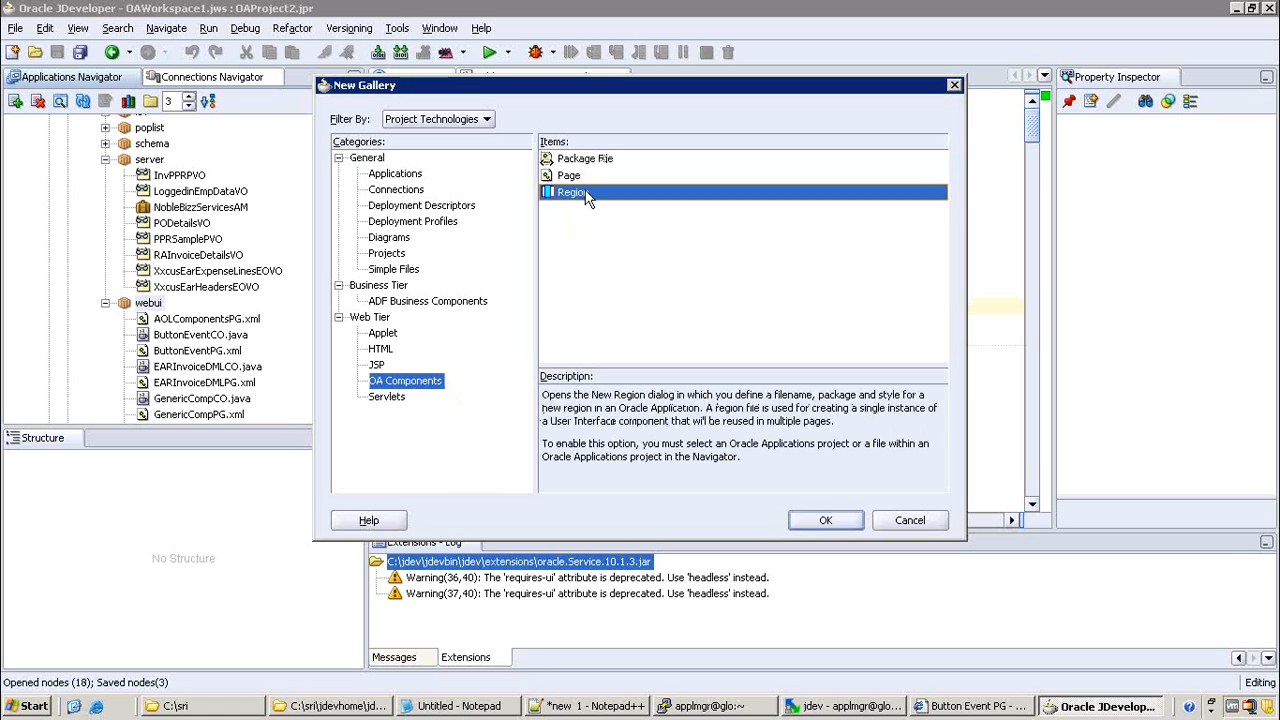 Oracle JDeveloper - OAWorkspace1.jws : OAProject2.jpr
File Edit View Search Navigate Run Debug Refactor Versioning Tools Window Help
Applications Navigator Connections Navigator Property Inspector
3
New Gallery
Filter By: Project Technologies
Categories:
General
Applications
Connections
Deployment Descriptors
Deployment Profiles
Diagrams
Projects
Simple Files
Business Tier
ADF Business Components
Web Tier
Applet
HTML
JSP
OA Components
Servlets
Items:
Package File
Page
Region
Description:
Opens the New Region dialog in which you define a filename, package and style for a
new region in an Oracle Application. A region file is used for creating a single instance of
a User Interface component that will be reused in multiple pages.
To enable this option, you must select an Oracle Applications project or a file within an
Oracle Applications project in the Navigator.
Help OK Cancel
poplist
schema
server
InvPPRPVO
LoggedinEmpDataVO
NobleBizzServicesAM
PODetailsVO
PPRSamplePVO
RAInvoiceDetailsVO
XxcusEarExpenseLinesEOVO
XxcusEarHeadersEOVO
webui
AOLComponentsPG.xml
ButtonEventCO.java
ButtonEventPG.xml
EARInvoiceDMLCO.java
EARInvoiceDMLPG.xml
GenericCompCO.java
GenericCompPG.xml
Structure
No Structure
Extensions - Log
C:\jdev\jdevbin\jdev\extensions\oracle.Service.10.1.3.jar
Warning(36,40): The 'requires-ui' attribute is deprecated. Use 'headless' instead.
Warning(37,40): The 'requires-ui' attribute is deprecated. Use 'headless' instead.
Messages Extensions
Opened nodes (18); Saved nodes(3) Editing
Start C:\sri C:\sri\jdevhome\jd... Untitled - Notepad *new 1 - Notepad++ applmgr@glo:~ jdev - applmgr@glo... Button Event PG - ... Oracle JDevelop...